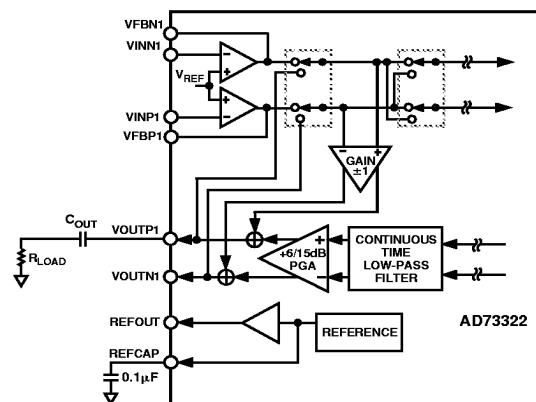 VFBN1
VINN1
VREF
VINP1
VFBP1
GAIN
±1
COUT
VOUTP1
RLOAD
+6/15dB
PGA
CONTINUOUS
TIME
LOW-PASS
FILTER
VOUTN1
REFOUT
REFERENCE
AD73322
REFCAP
0.1µF